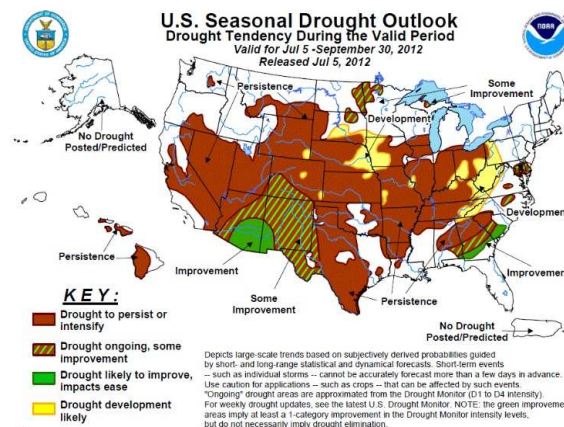 U.S. Seasonal Drought Outlook
Drought Tendency During the Valid Period
Valid for Jul 5 -September 30, 2012
Released Jul 5, 2012
NOAA
Persistence
Some
Improvement
Development
No Drought
Posted/Predicted
Development
Persistence
Improvement
Improvement
Some
Improvement
Persistence
No Drought
Posted/Predicted
KEY:
Drought to persist or
intensify
Drought ongoing, some
improvement
Drought likely to improve,
impacts ease
Drought development
likely
Depicts large-scale trends based on subjectively derived probabilities guided
by short- and long-range statistical and dynamical forecasts. Short-term events
-- such as individual storms -- cannot be accurately forecast more than a few days in advance.
Use caution for applications -- such as crops -- that can be affected by such events.
"Ongoing" drought areas are approximated from the Drought Monitor (D1 to D4 intensity).
For weekly drought updates, see the latest U.S. Drought Monitor. NOTE: the green improveme
areas imply at least a 1-category improvement in the Drought Monitor intensity levels,
but do not necessarily imply drought elimination.